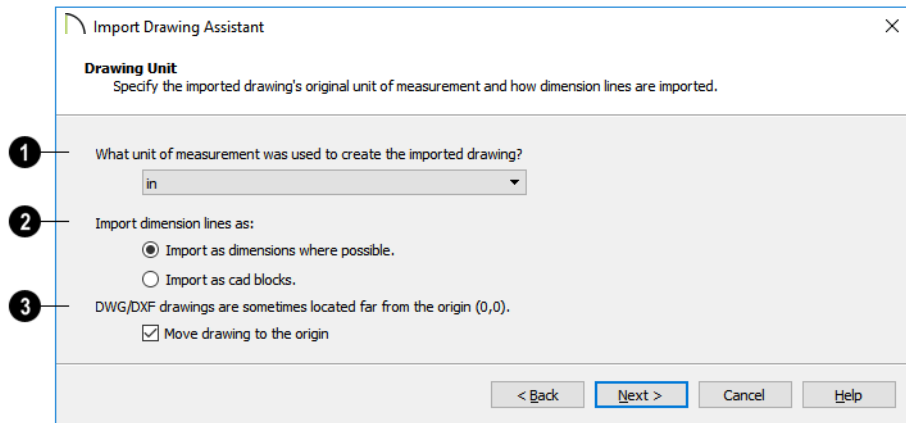 Import Drawing Assistant
Drawing Unit
Specify the imported drawing's original unit of measurement and how dimension lines are imported.
1 What unit of measurement was used to create the imported drawing?
in
2 Import dimension lines as:
Import as dimensions where possible.
Import as cad blocks.
3 DWG/DXF drawings are sometimes located far from the origin (0,0).
Move drawing to the origin
< Back Next > Cancel Help